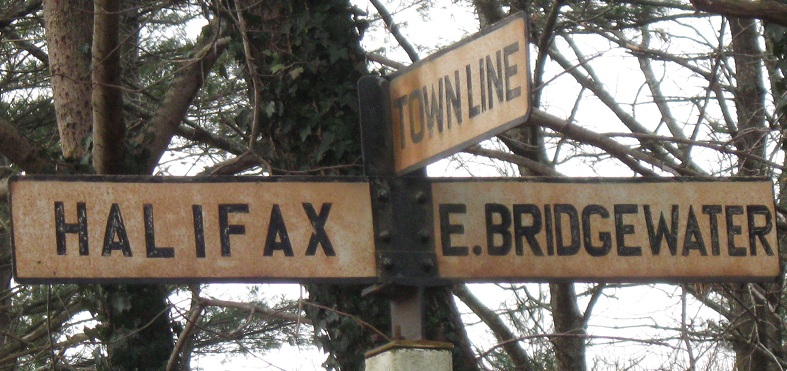 TOWN LINE
HALIFAX
E.BRIDGEWATER